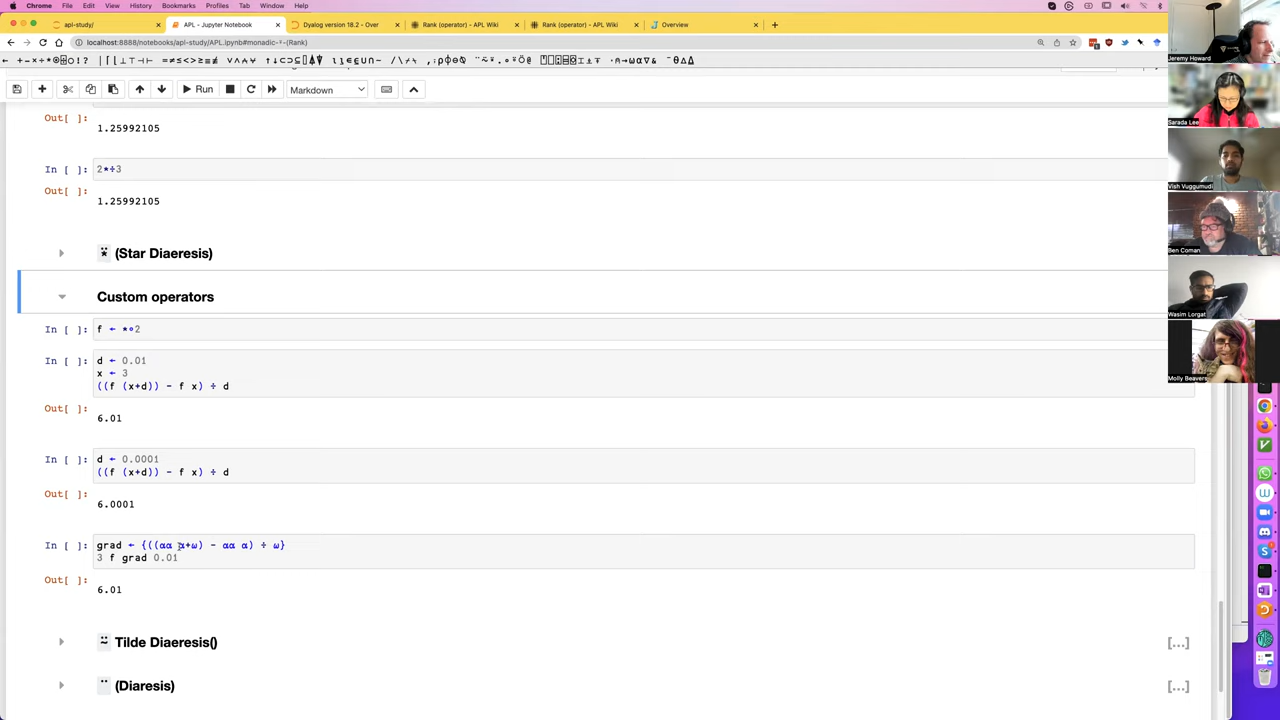 Chrome File Edit View History Bookmarks Profiles Tab Window Help
apl-study/
APL - Jupyter Notebook
Dyalog version 18.2 - Over
Rank (operator) - APL Wiki
Rank (operator) - APL Wiki
Overview
localhost:8888/notebooks/apl-study/APL.ipynb#monadic-⍤-(Rank)
Run
Markdown
Out[ ]:
1.25992105
In [ ]: 2*÷3
Out[ ]:
1.25992105
⍣ (Star Diaeresis)
Custom operators
In [ ]: f ← *∘2
In [ ]: d ← 0.01
x ← 3
((f (x+d)) - f x) ÷ d
Out[ ]:
6.01
In [ ]: d ← 0.0001
((f (x+d)) - f x) ÷ d
Out[ ]:
6.0001
In [ ]: grad ← {((⍺⍺ ⍺+⍵) - ⍺⍺ ⍺) ÷ ⍵}
3 f grad 0.01
Out[ ]:
6.01
⍨ Tilde Diaeresis()
[...]
¨ (Diaresis)
[...]
Jeremy Howard
Sarada Lee
Vish Vuggumudi
Ben Coman
Wasim Lorgat
Molly Beavers